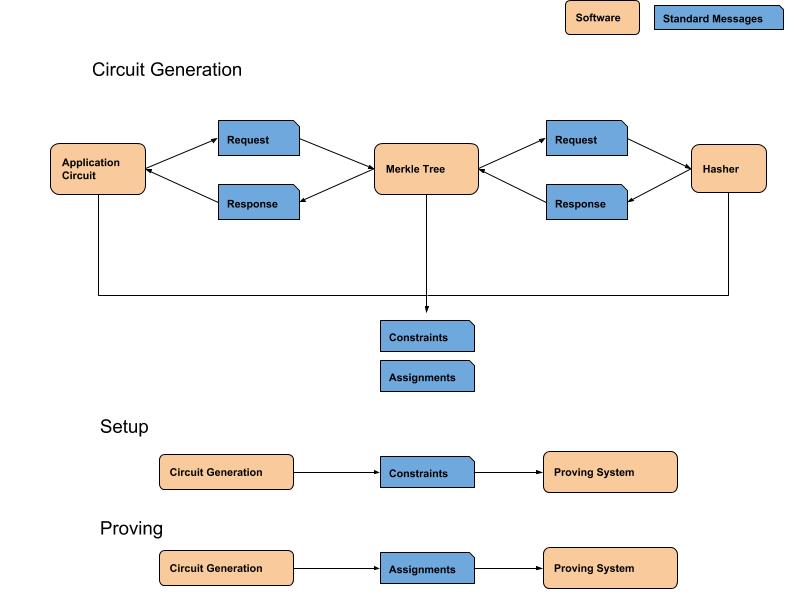 Software
Standard Messages
Circuit Generation
Request
Request
Application
Circuit
Merkle Tree
Hasher
Response
Response
Constraints
Assignments
Setup
Circuit Generation
Constraints
Proving System
Proving
Circuit Generation
Assignments
Proving System